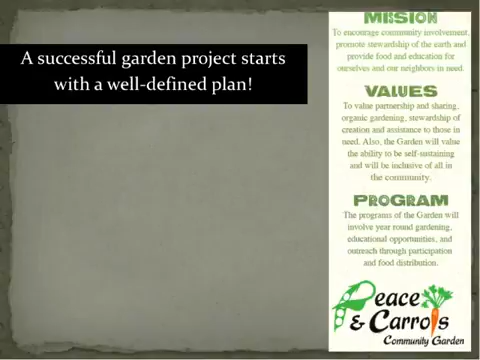 A successful garden project starts
with a well-defined plan!
MISSION
To encourage community involvement,
promote stewardship of the earth and
provide food and education for
ourselves and our neighbors in need.
VALUES
To value partnership and sharing,
organic gardening, stewardship of
creation and assistance to those in
need. Also, the Garden will value
the ability to be self-sustaining
and will be inclusive of all in
the community.
PROGRAM
The programs of the Garden will
involve year round gardening,
educational opportunities, and
outreach through participation
and food distribution.
Peace
& Carrots
Community Garden